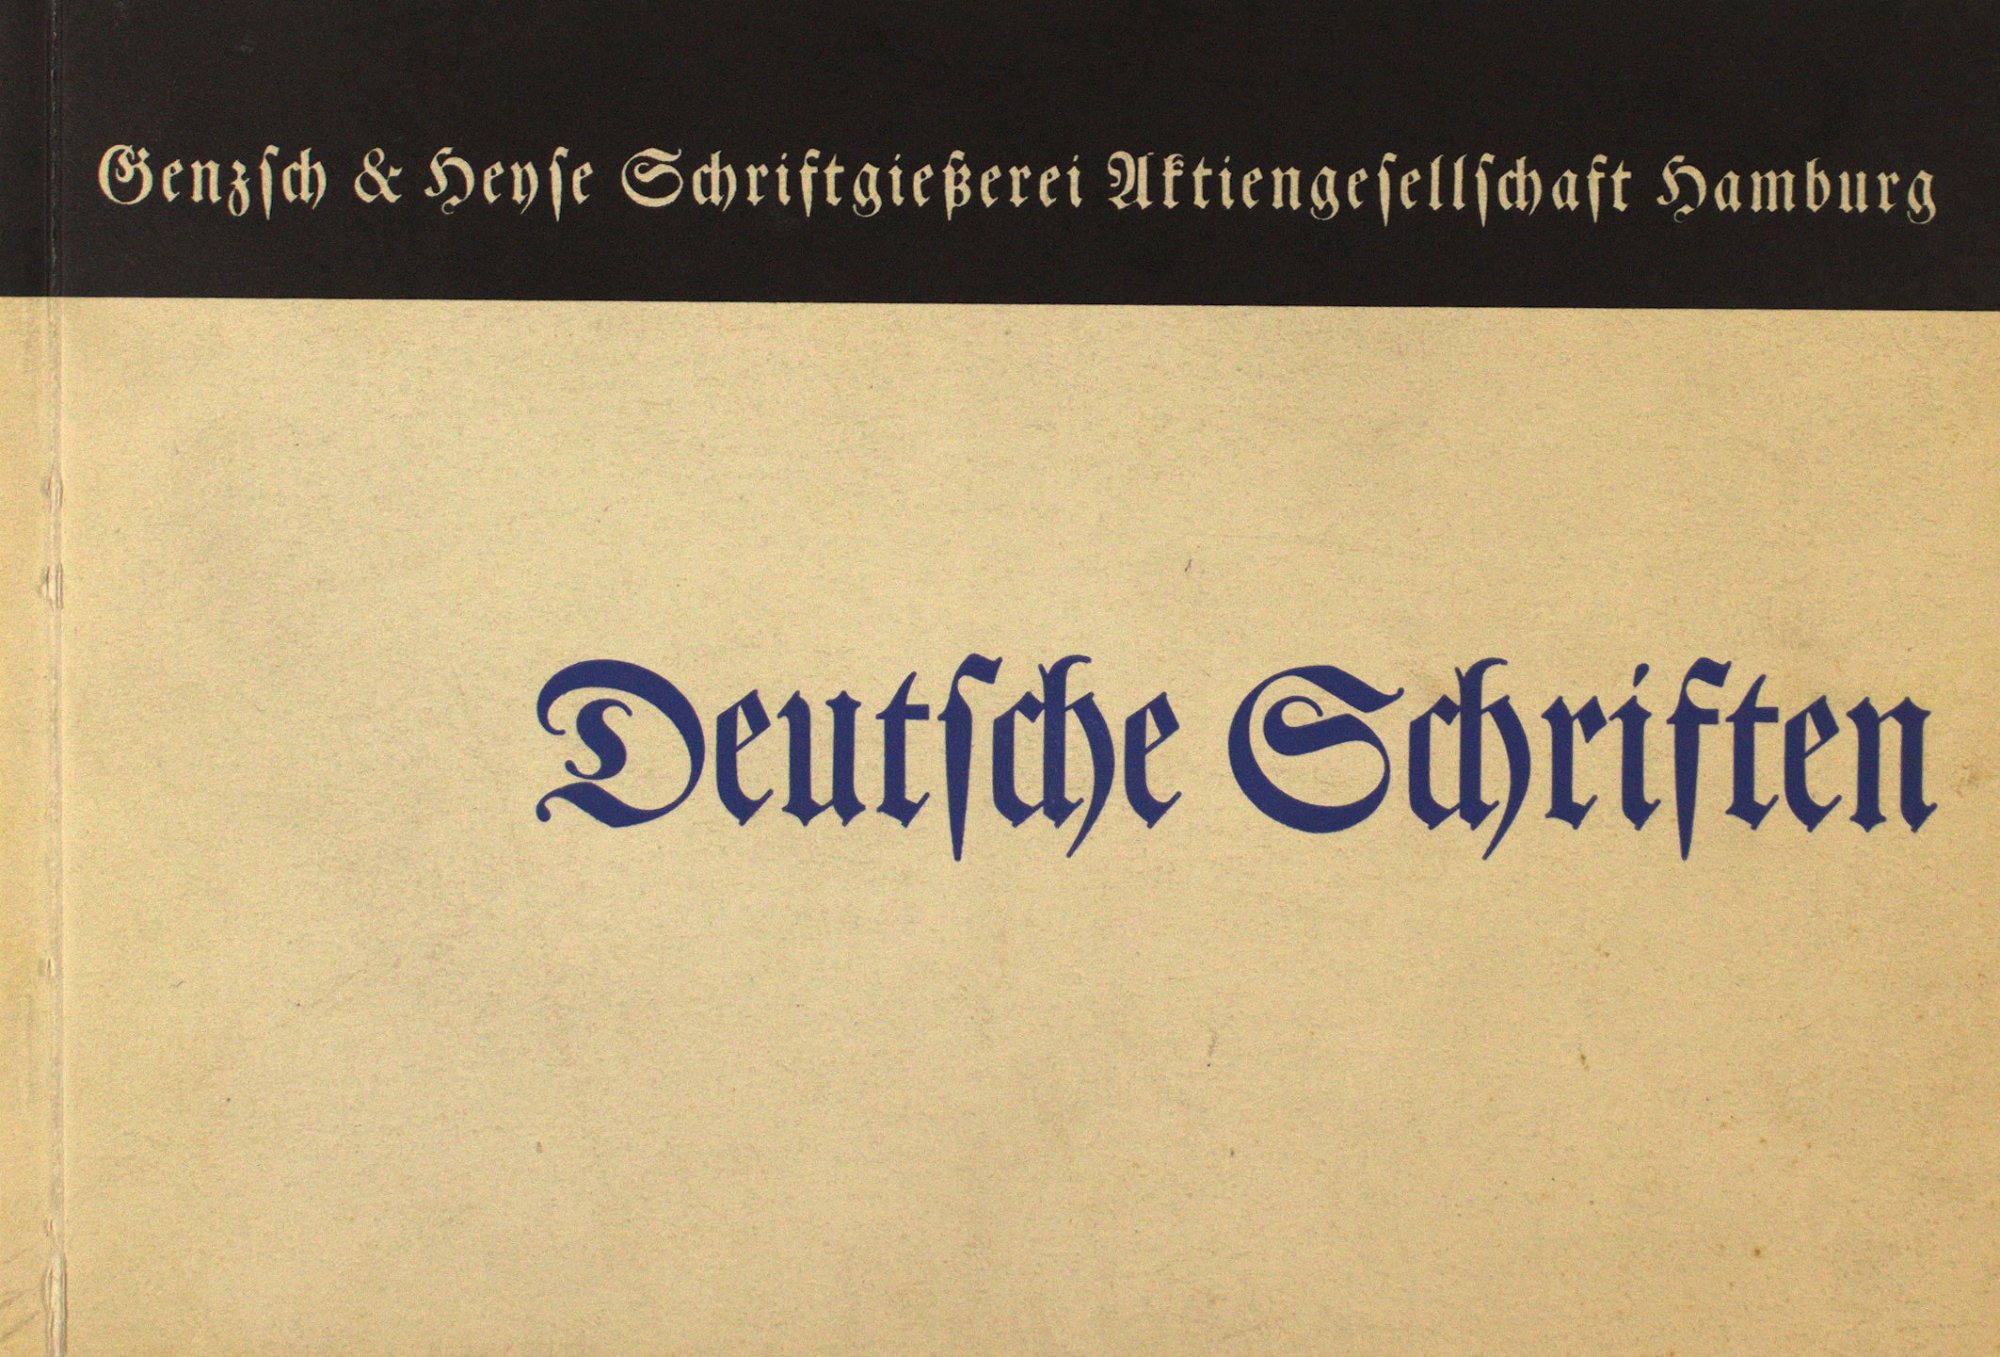 Genzſch & Heyſe Schriftgießerei Aktiengeſellſchaft Hamburg
Deutſche Schriften